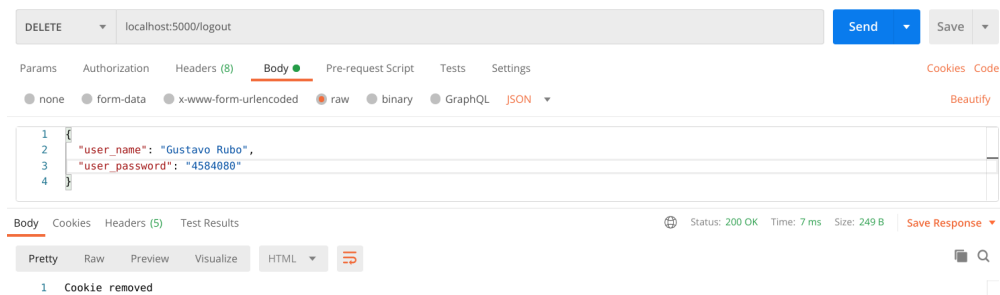 DELETE localhost:5000/logout Send Save
Params Authorization Headers (8) Body Pre-request Script Tests Settings Cookies Code
none form-data x-www-form-urlencoded raw binary GraphQL JSON Beautify
1 {
2 "user_name": "Gustavo Rubo",
3 "user_password": "4584080"
4 }
Body Cookies Headers (5) Test Results Status: 200 OK Time: 7 ms Size: 249 B Save Response
Pretty Raw Preview Visualize HTML
1 Cookie removed